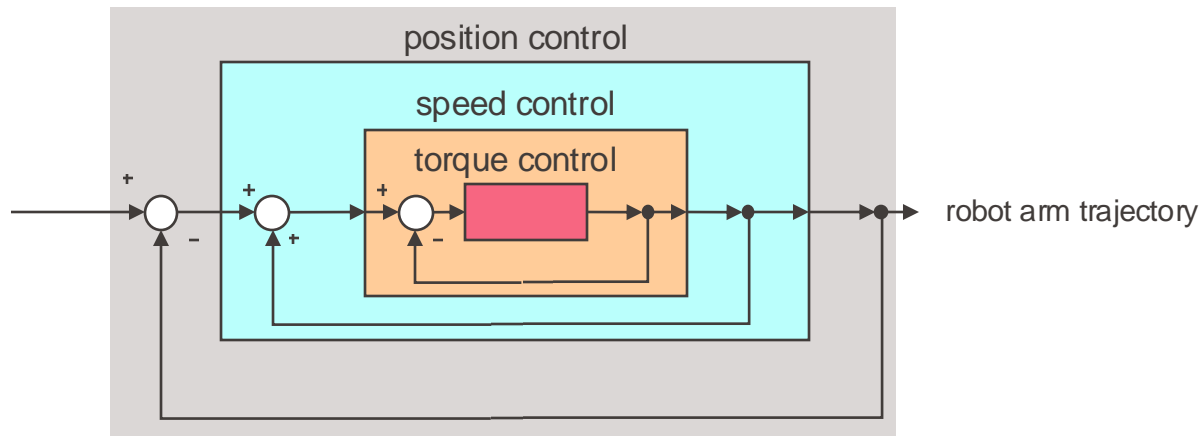 position control
speed control
torque control
+
+
+
−
+
−
robot arm trajectory